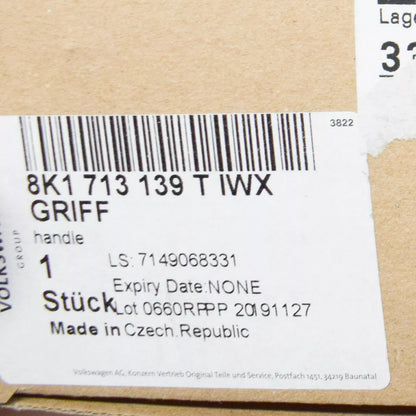 Lage
3
3822
8K1 713 139 T IWX
GRIFF
handle
1
LS: 7149068331
Expiry Date:NONE
Stück
Lot 0660RPPP 20191127
Made in Czech.Republic
VOLKSW
GROUP
Volkswagen AG, Konzern Vertrieb Original Teile und Service, Postfach 1451, 34219 Baunatal